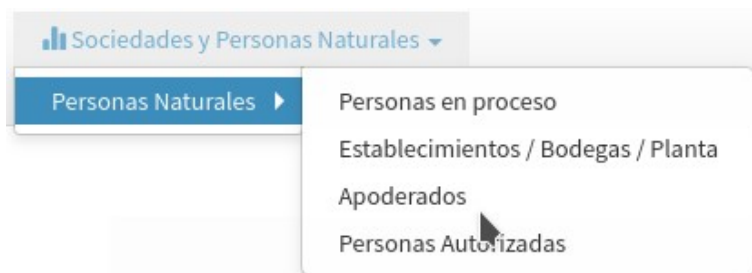 Sociedades y Personas Naturales
Personas Naturales
Personas en proceso
Establecimientos / Bodegas / Planta
Apoderados
Personas Autorizadas